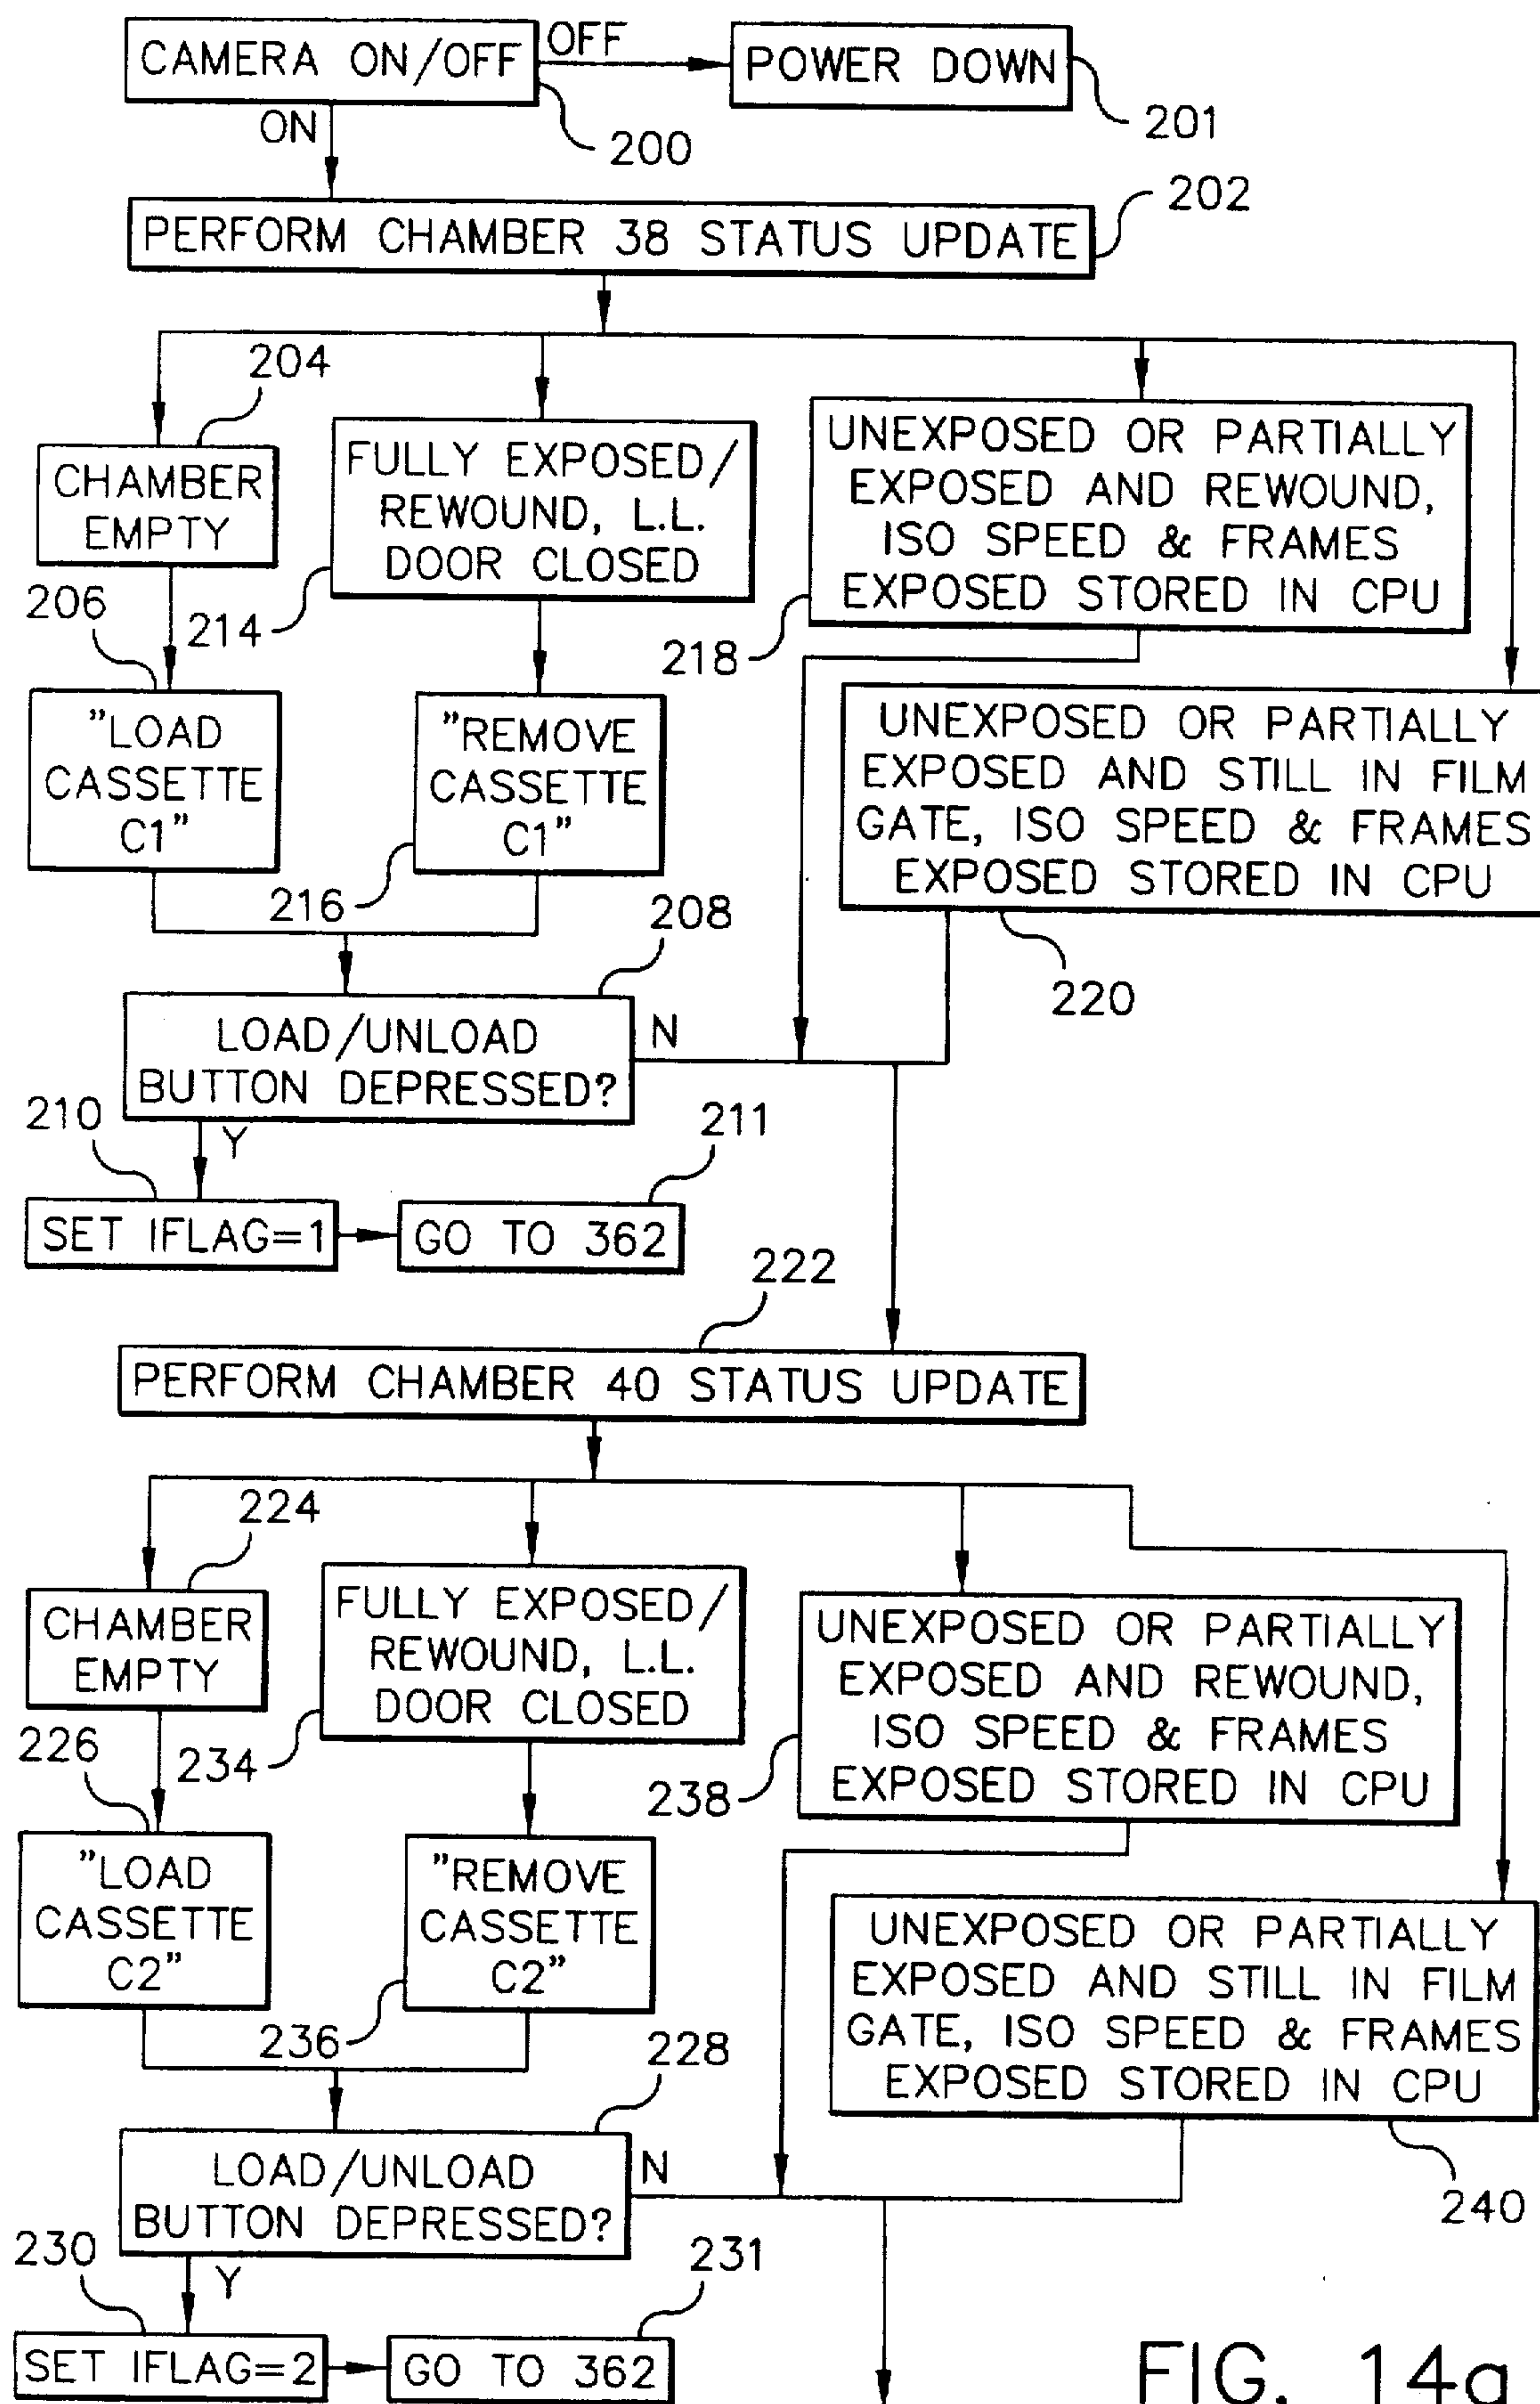 CAMERA ON/OFF
OFF
POWER DOWN
201
ON
200
202
PERFORM CHAMBER 38 STATUS UPDATE
204
CHAMBER
EMPTY
FULLY EXPOSED/
REWOUND, L.L.
DOOR CLOSED
UNEXPOSED OR PARTIALLY
EXPOSED AND REWOUND,
ISO SPEED & FRAMES
EXPOSED STORED IN CPU
206
214
218
"LOAD
CASSETTE
C1"
"REMOVE
CASSETTE
C1"
UNEXPOSED OR PARTIALLY
EXPOSED AND STILL IN FILM
GATE, ISO SPEED & FRAMES
EXPOSED STORED IN CPU
216
208
220
LOAD/UNLOAD
BUTTON DEPRESSED?
N
210
Y
211
SET IFLAG=1
GO TO 362
222
PERFORM CHAMBER 40 STATUS UPDATE
224
CHAMBER
EMPTY
FULLY EXPOSED/
REWOUND, L.L.
DOOR CLOSED
UNEXPOSED OR PARTIALLY
EXPOSED AND REWOUND,
ISO SPEED & FRAMES
EXPOSED STORED IN CPU
226
234
238
"LOAD
CASSETTE
C2"
"REMOVE
CASSETTE
C2"
UNEXPOSED OR PARTIALLY
EXPOSED AND STILL IN FILM
GATE, ISO SPEED & FRAMES
EXPOSED STORED IN CPU
236
228
240
LOAD/UNLOAD
BUTTON DEPRESSED?
N
230
Y
231
SET IFLAG=2
GO TO 362
FIG. 14a